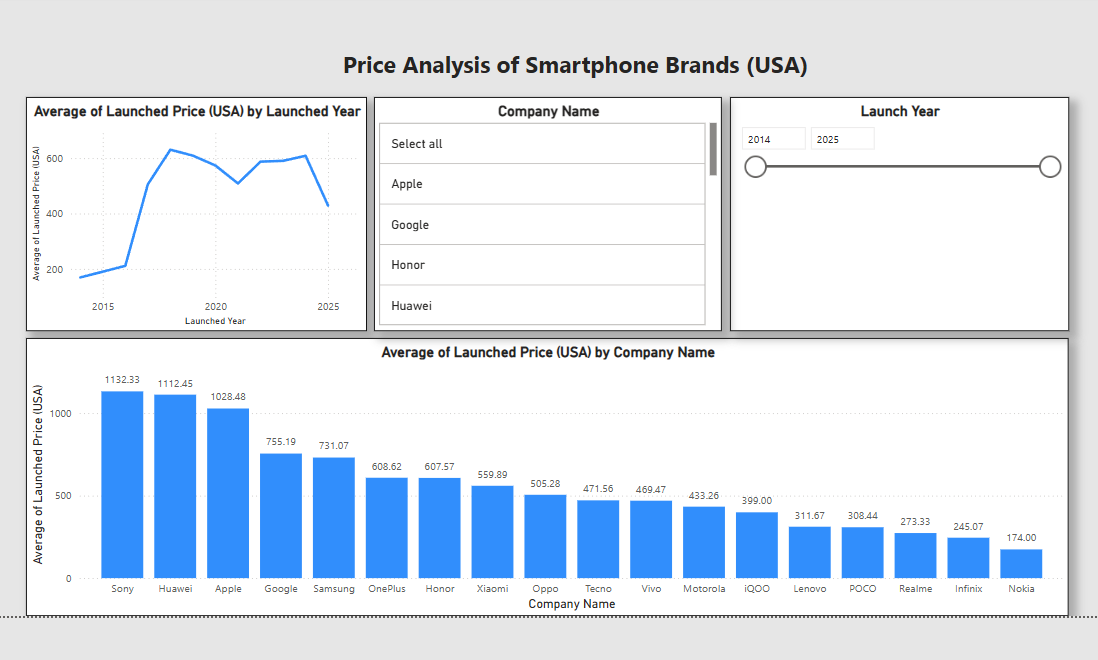 Price Analysis of Smartphone Brands (USA)
Average of Launched Price (USA) by Launched Year
Average of Launched Price (USA)
600
400
200
2015 2020 2025
Launched Year
Company Name
Select all
Apple
Google
Honor
Huawei
Launch Year
2014 2025
Average of Launched Price (USA) by Company Name
Average of Launched Price (USA)
1000
500
0
1132.33 1112.45 1028.48 755.19 731.07 608.62 607.57 559.89 505.28 471.56 469.47 433.26 399.00 311.67 308.44 273.33 245.07 174.00
Sony Huawei Apple Google Samsung OnePlus Honor Xiaomi Oppo Tecno Vivo Motorola iQOO Lenovo POCO Realme Infinix Nokia
Company Name